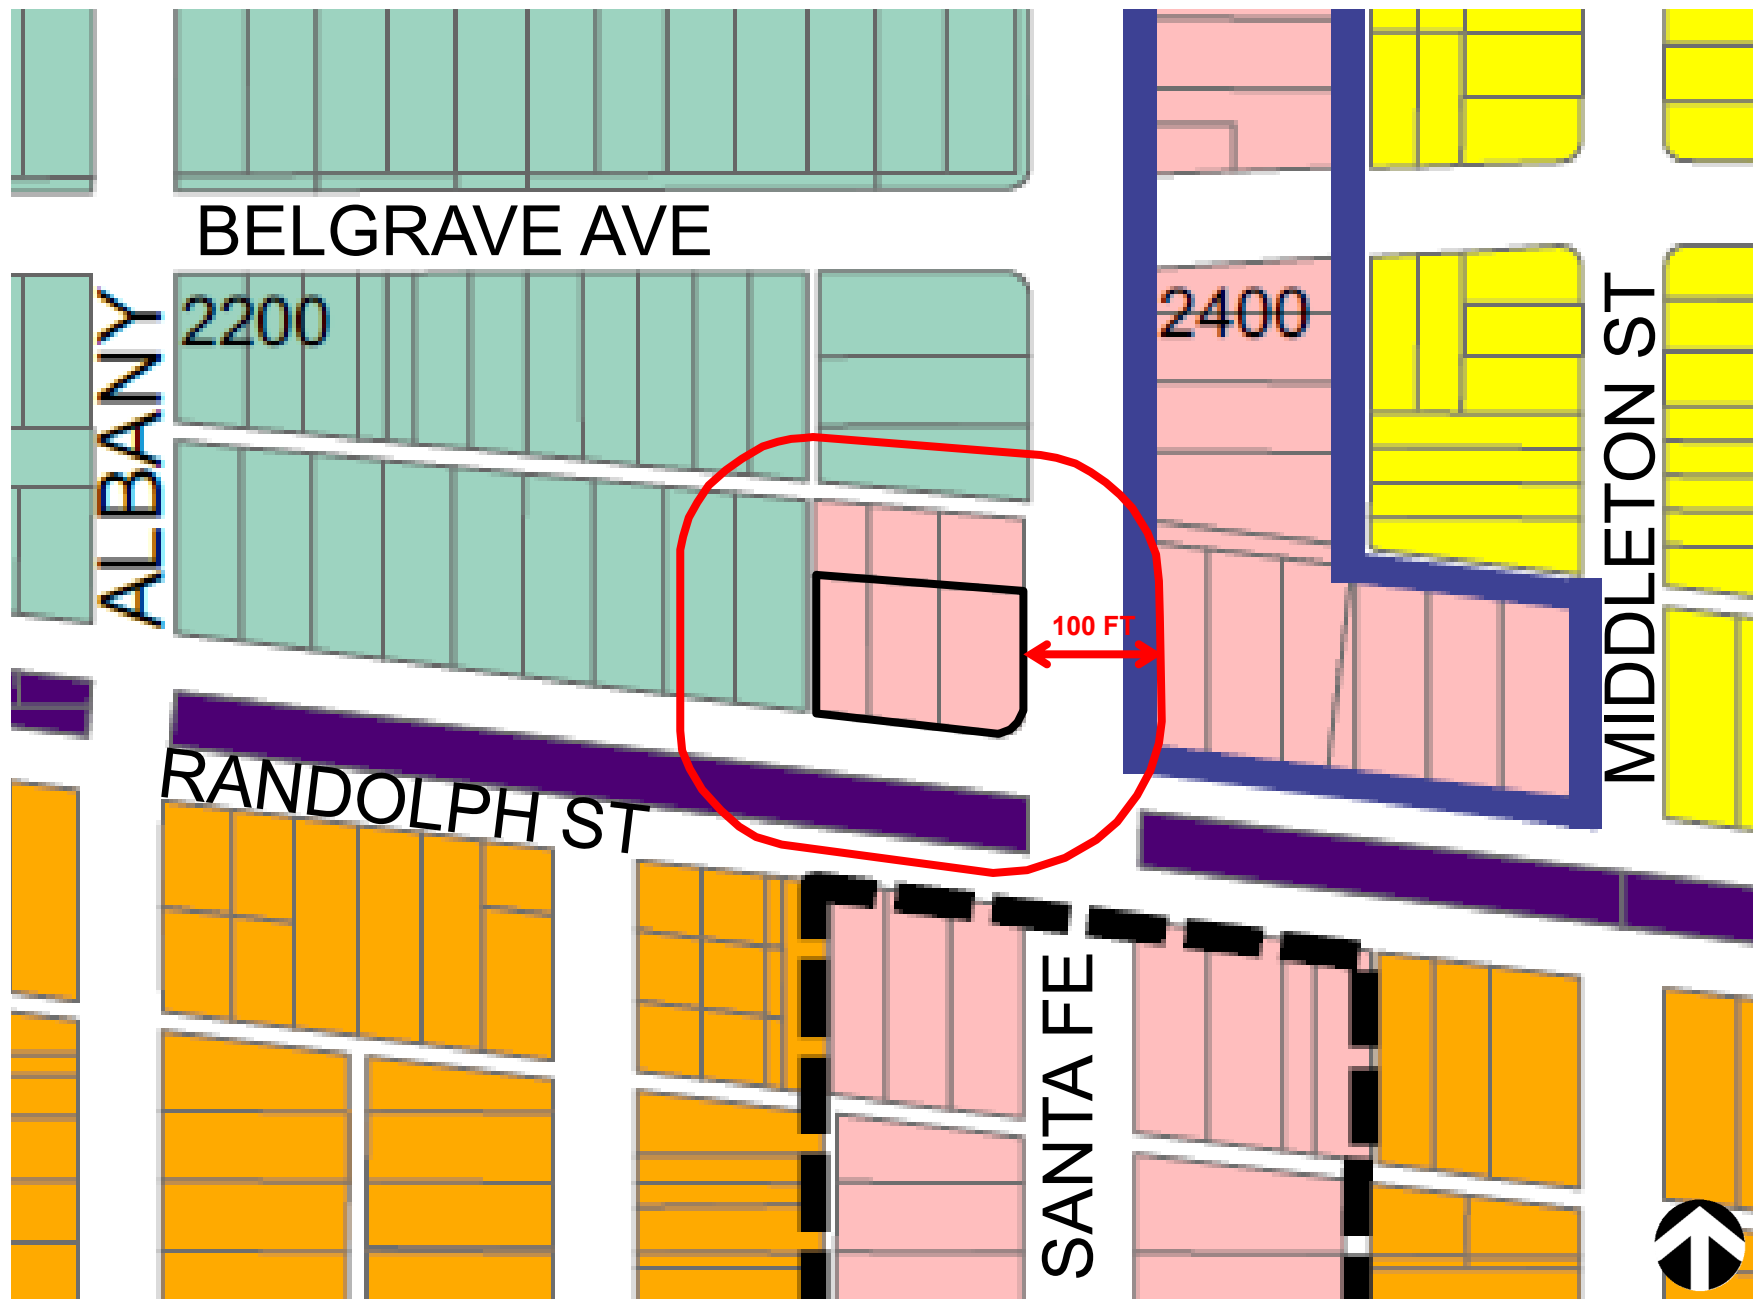 BELGRAVE AVE
2200
2400
ALBANY
MIDDLETON ST
100 FT
RANDOLPH ST
SANTA FE